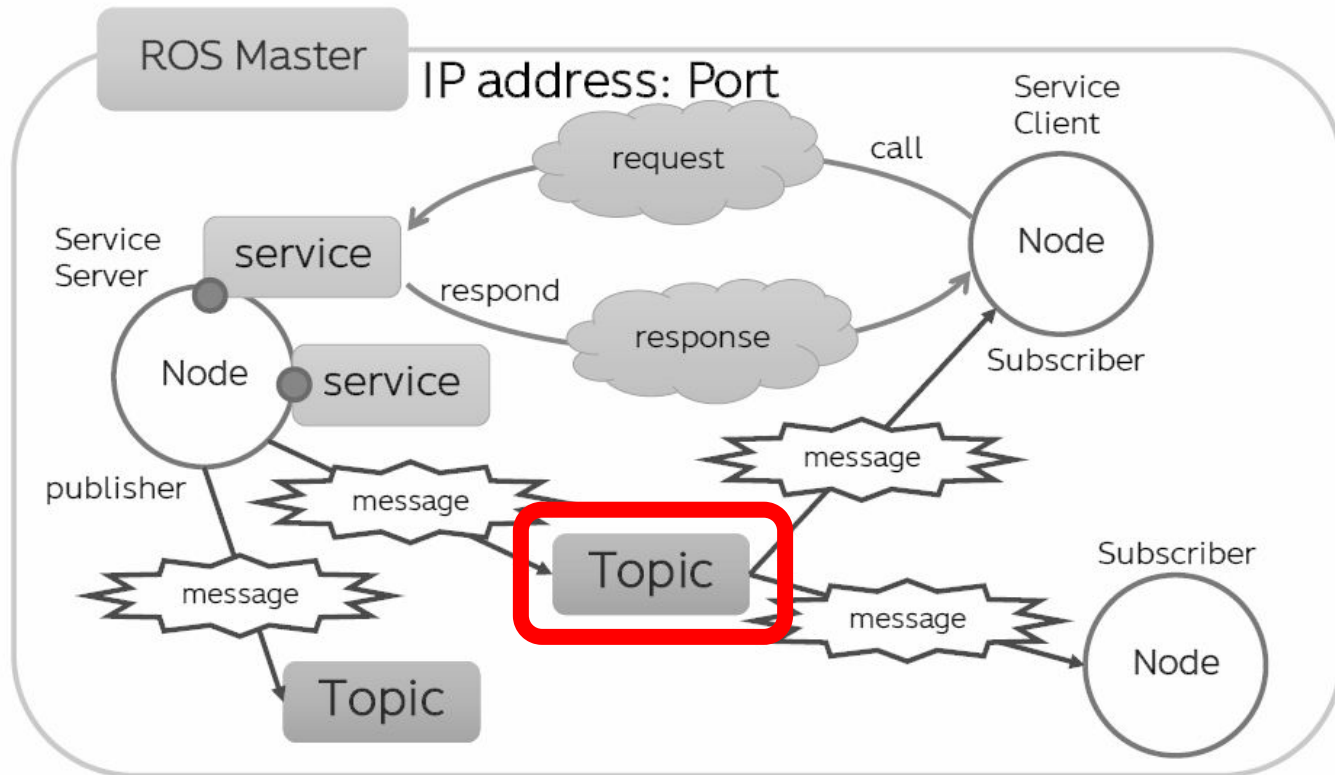 ROS Master
IP address: Port
Service
Client
request
call
Node
Service
Server
service
respond
response
Node
service
Subscriber
message
publisher
message
Topic
Subscriber
message
message
Node
Topic